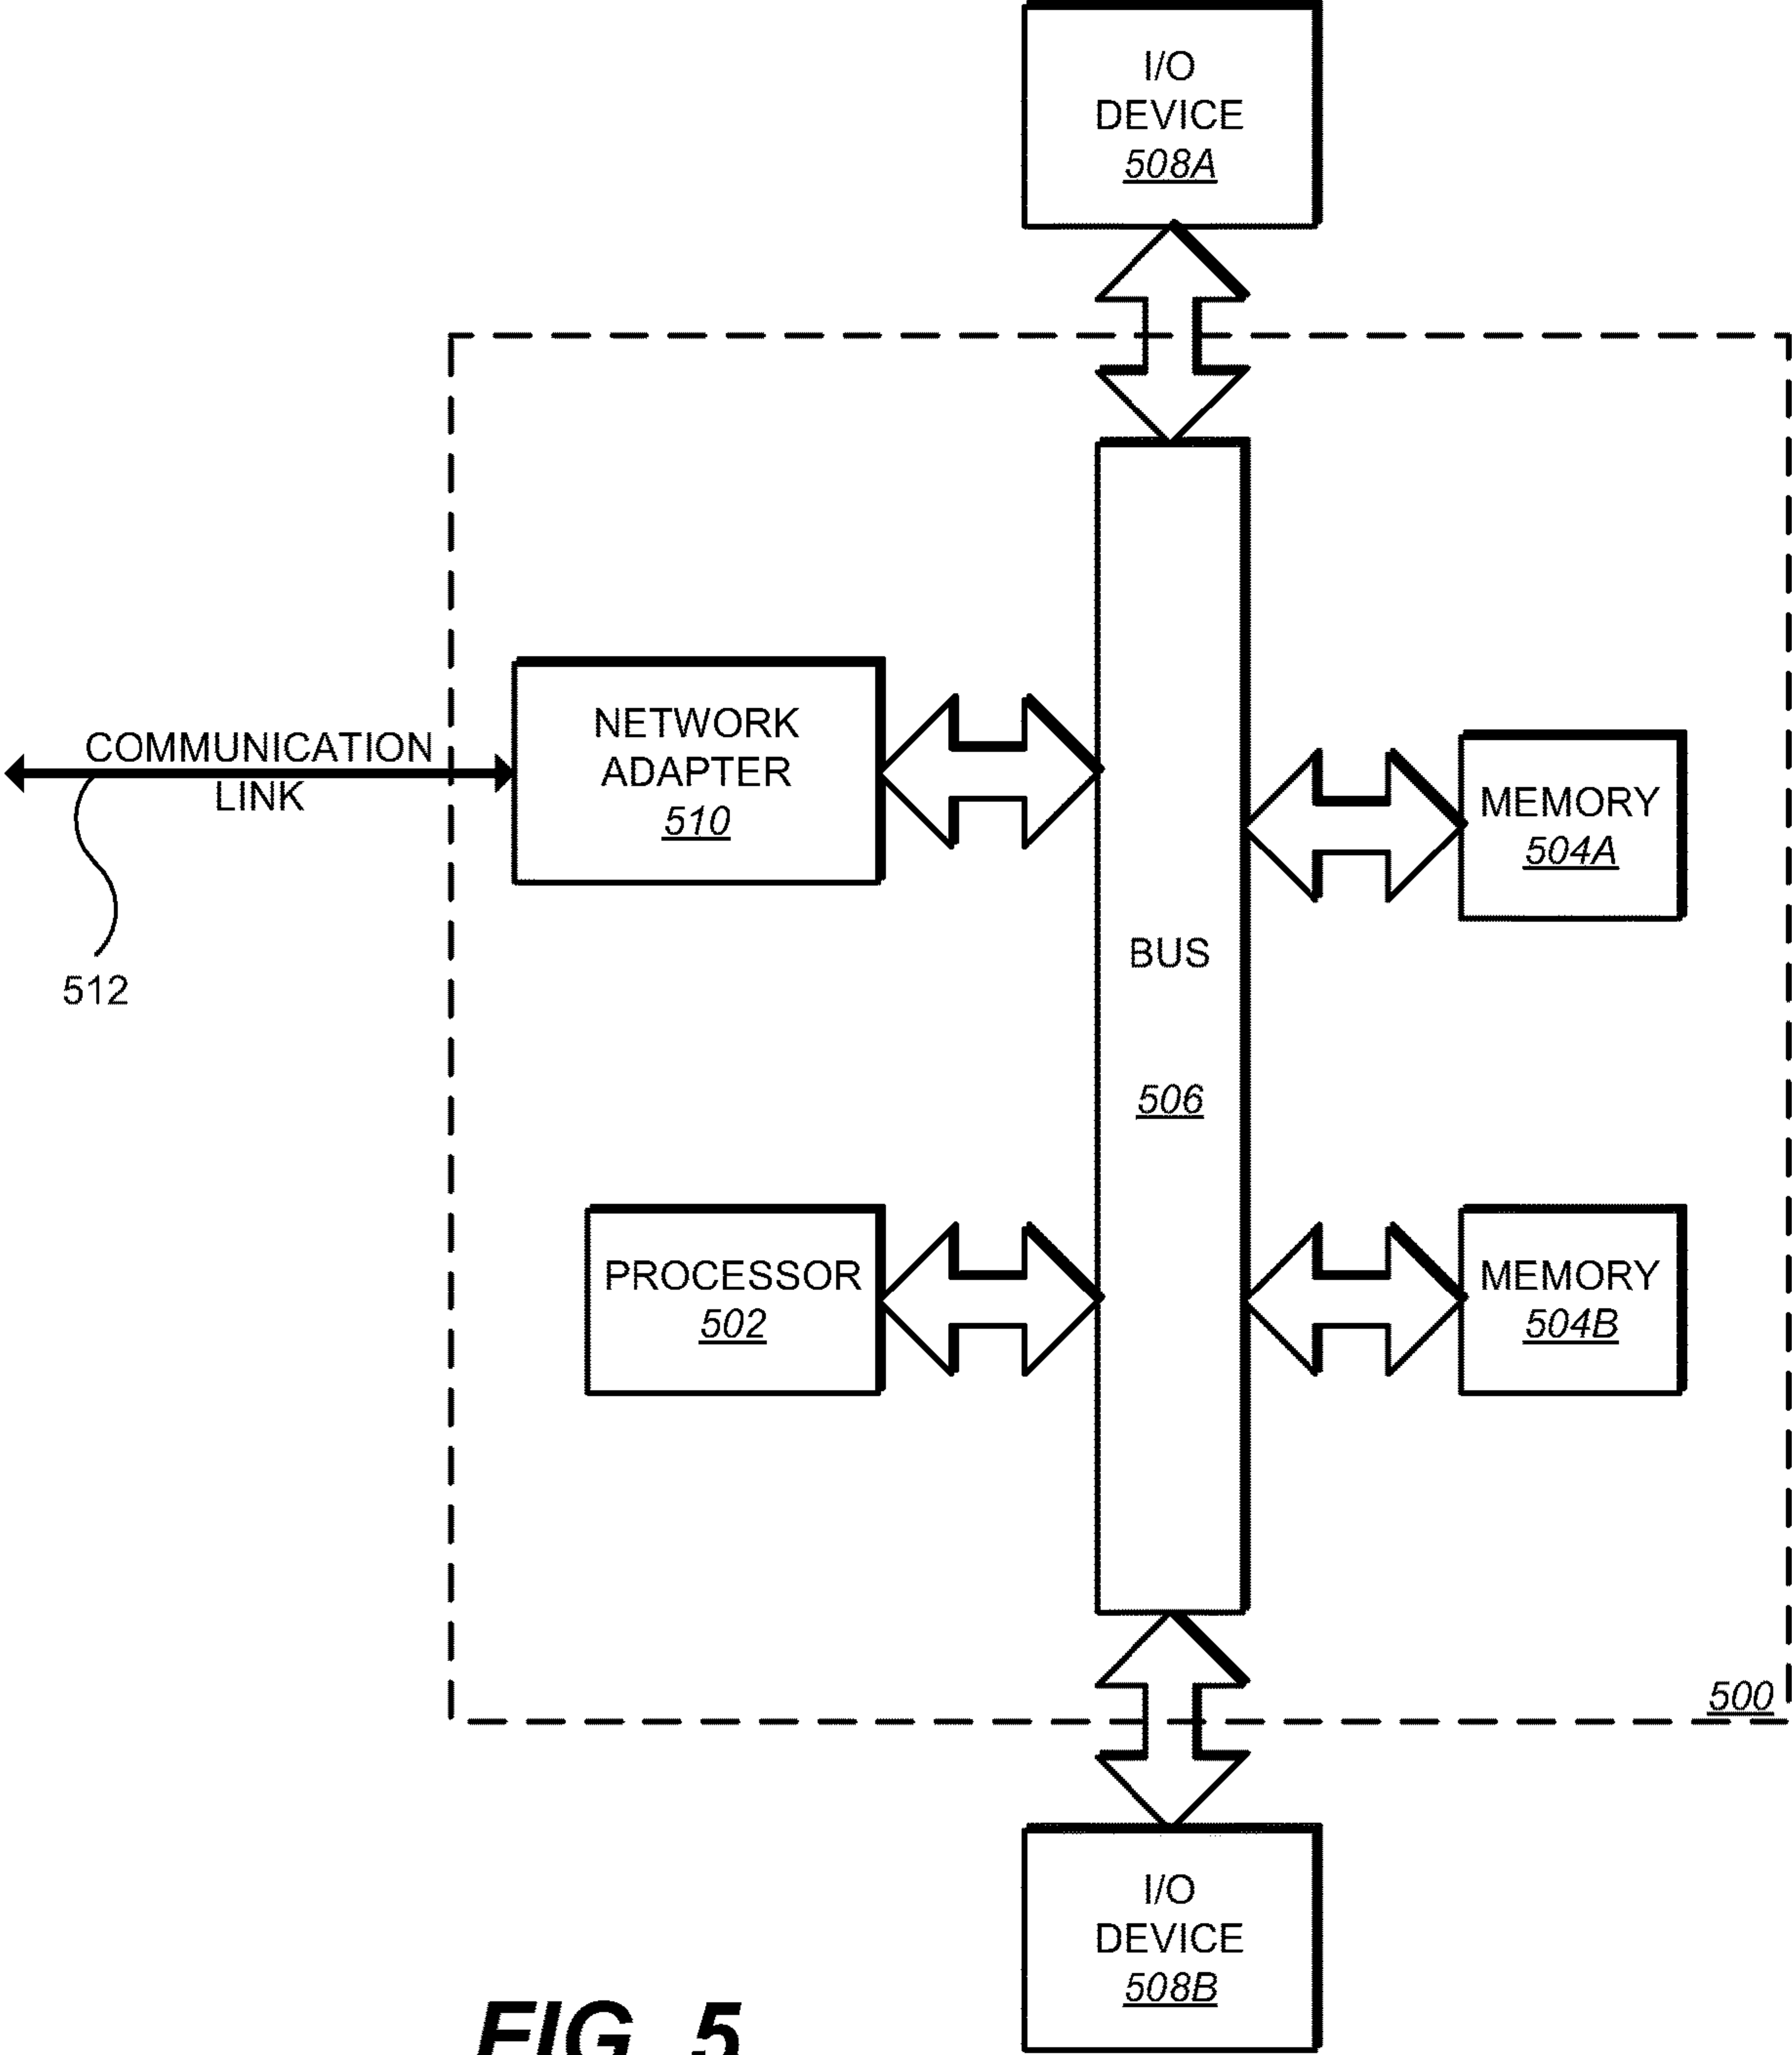 I/O
DEVICE
508A
NETWORK
ADAPTER
510
COMMUNICATION
LINK
512
MEMORY
504A
BUS
506
PROCESSOR
502
MEMORY
504B
500
I/O
DEVICE
508B
FIG. 5